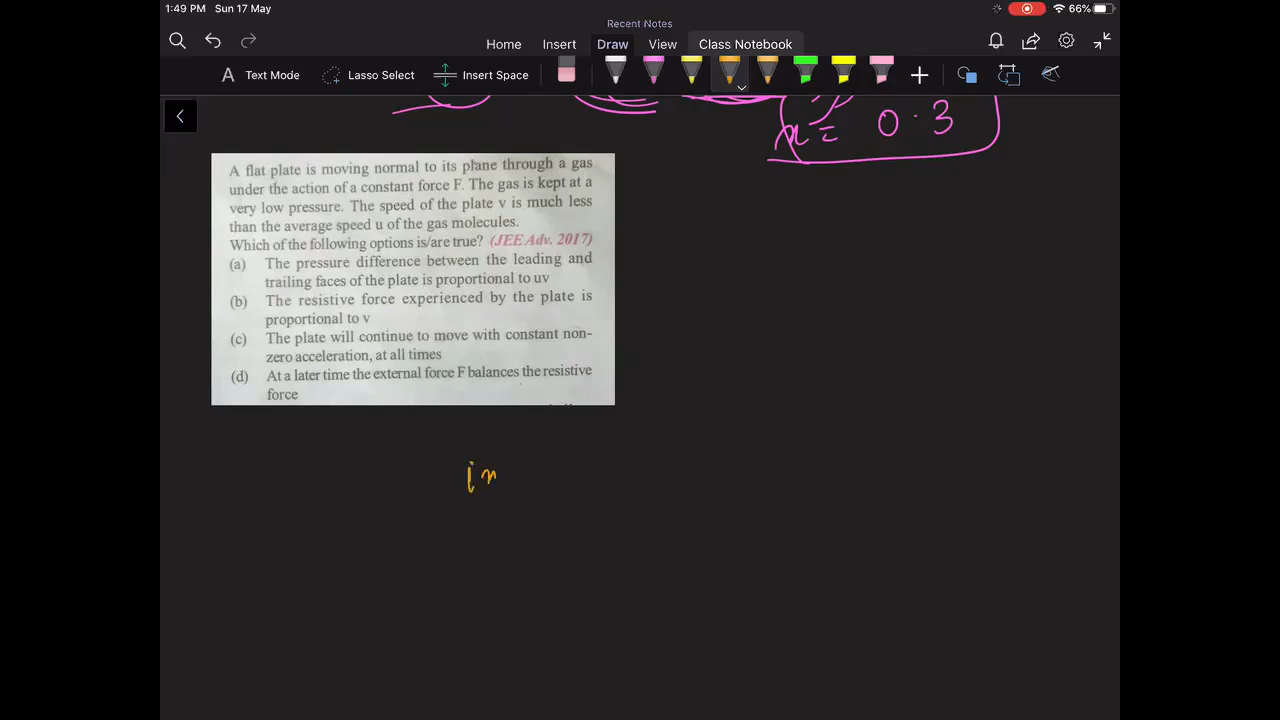 1:49 PM Sun 17 May
66%
Recent Notes
Home Insert Draw View Class Notebook
A Text Mode Lasso Select Insert Space
x = 0.3
A flat plate is moving normal to its plane through a gas
under the action of a constant force F. The gas is kept at a
very low pressure. The speed of the plate v is much less
than the average speed u of the gas molecules.
Which of the following options is/are true? (JEE Adv. 2017)
(a) The pressure difference between the leading and
trailing faces of the plate is proportional to uv
(b) The resistive force experienced by the plate is
proportional to v
(c) The plate will continue to move with constant non-
zero acceleration, at all times
(d) At a later time the external force F balances the resistive
force
in